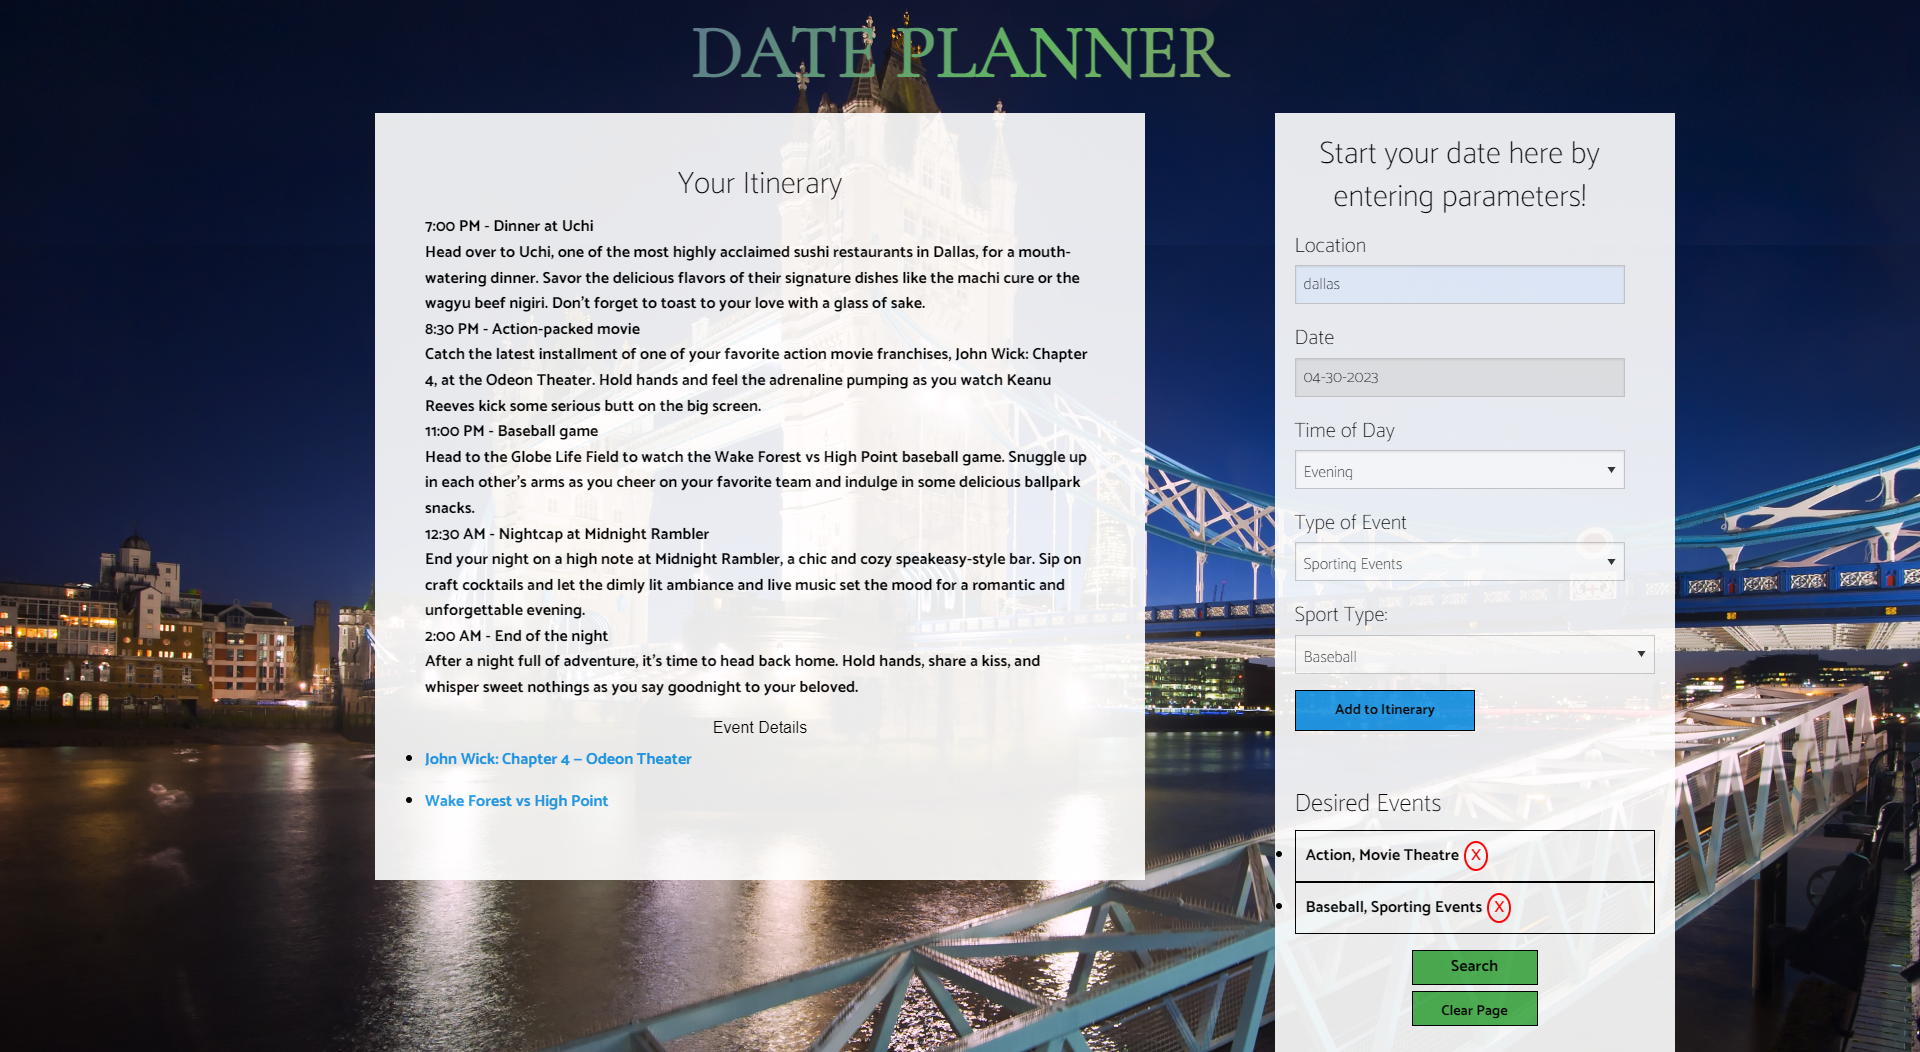 DATE PLANNER
Your Itinerary
7:00 PM - Dinner at Uchi
Head over to Uchi, one of the most highly acclaimed sushi restaurants in Dallas, for a mouth-
watering dinner. Savor the delicious flavors of their signature dishes like the machi cure or the
wagyu beef nigiri. Don't forget to toast to your love with a glass of sake.
8:30 PM - Action-packed movie
Catch the latest installment of one of your favorite action movie franchises, John Wick: Chapter
4, at the Odeon Theater. Hold hands and feel the adrenaline pumping as you watch Keanu
Reeves kick some serious butt on the big screen.
11:00 PM - Baseball game
Head to the Globe Life Field to watch the Wake Forest vs High Point baseball game. Snuggle up
in each other's arms as you cheer on your favorite team and indulge in some delicious ballpark
snacks.
12:30 AM - Nightcap at Midnight Rambler
End your night on a high note at Midnight Rambler, a chic and cozy speakeasy-style bar. Sip on
craft cocktails and let the dimly lit ambiance and live music set the mood for a romantic and
unforgettable evening.
2:00 AM - End of the night
After a night full of adventure, it's time to head back home. Hold hands, share a kiss, and
whisper sweet nothings as you say goodnight to your beloved.
Event Details
John Wick: Chapter 4 – Odeon Theater
Wake Forest vs High Point
Start your date here by
entering parameters!
Location
dallas
Date
04-30-2023
Time of Day
Evening
Type of Event
Sporting Events
Sport Type:
Baseball
Add to Itinerary
Desired Events
Action, Movie Theatre X
Baseball, Sporting Events X
Search
Clear Page